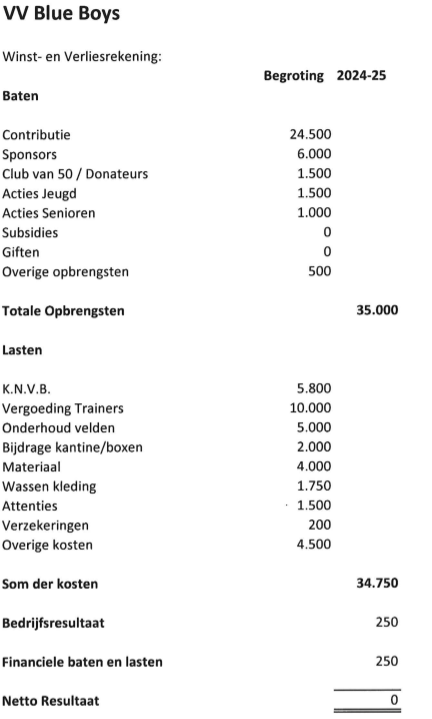 VV Blue Boys
Winst- en Verliesrekening:
Begroting 2024-25
Baten
Contributie 24.500
Sponsors 6.000
Club van 50 / Donateurs 1.500
Acties Jeugd 1.500
Acties Senioren 1.000
Subsidies 0
Giften 0
Overige opbrengsten 500
Totale Opbrengsten 35.000
Lasten
K.N.V.B. 5.800
Vergoeding Trainers 10.000
Onderhoud velden 5.000
Bijdrage kantine/boxen 2.000
Materiaal 4.000
Wassen kleding 1.750
Attenties 1.500
Verzekeringen 200
Overige kosten 4.500
Som der kosten 34.750
Bedrijfsresultaat 250
Financiele baten en lasten 250
Netto Resultaat 0